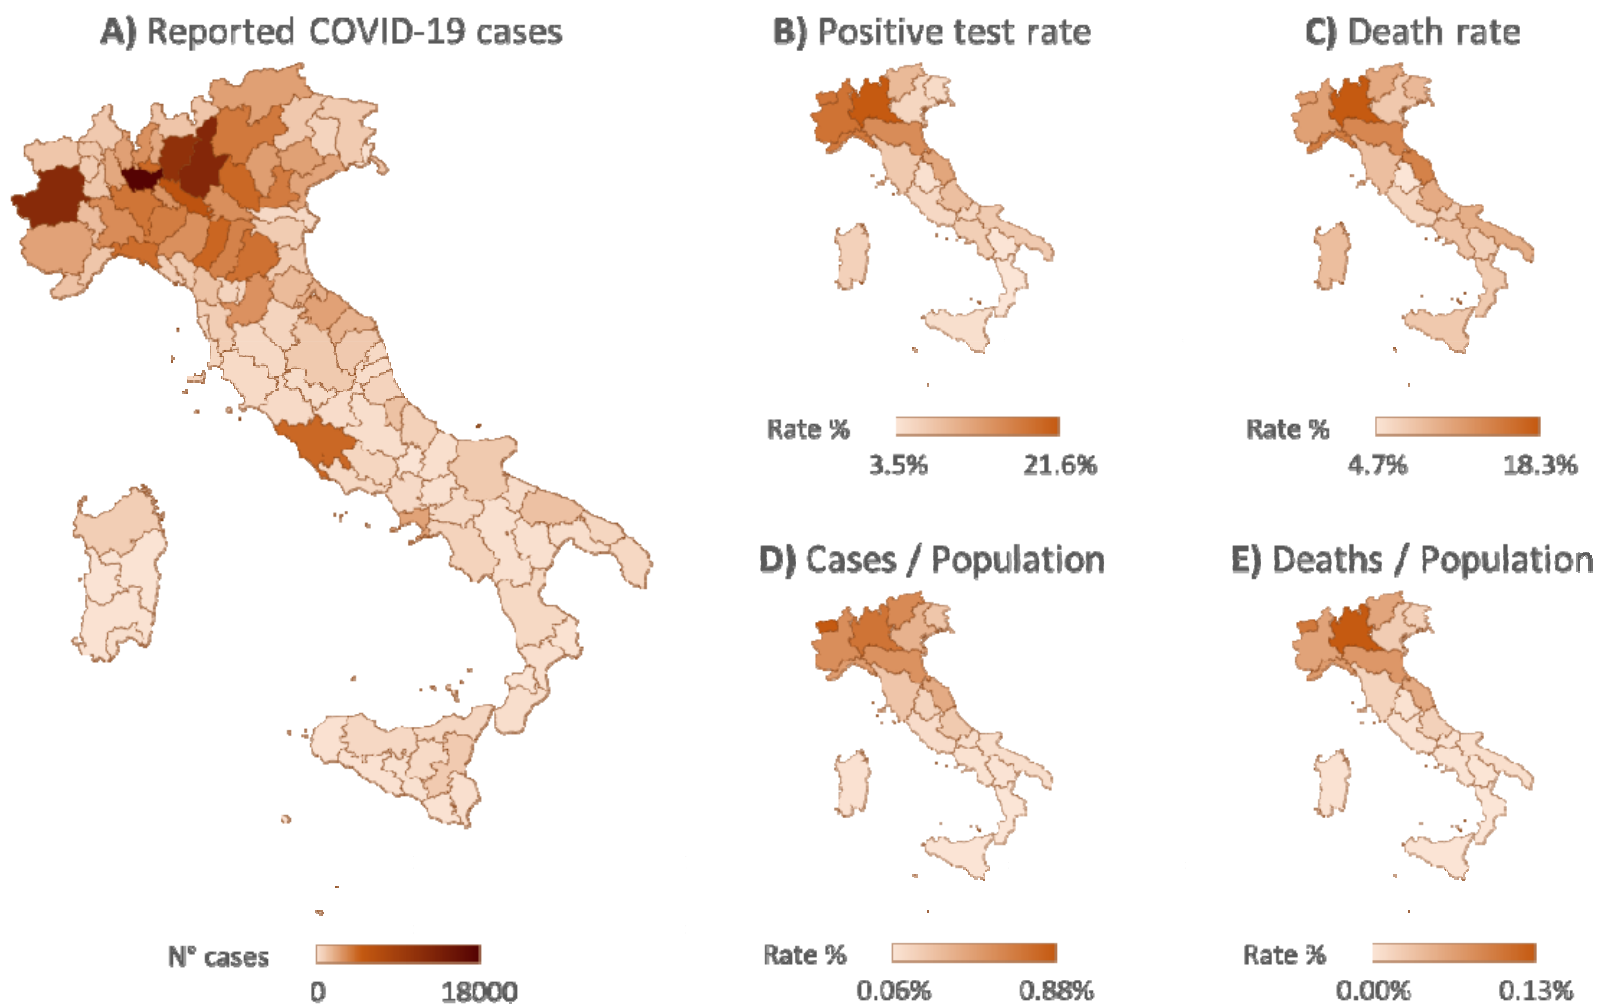 A) Reported COVID-19 cases
B) Positive test rate
C) Death rate
Rate %
3.5% 21.6%
Rate %
4.7% 18.3%
D) Cases / Population
E) Deaths / Population
N° cases
0 18000
Rate %
0.06% 0.88%
Rate %
0.00% 0.13%